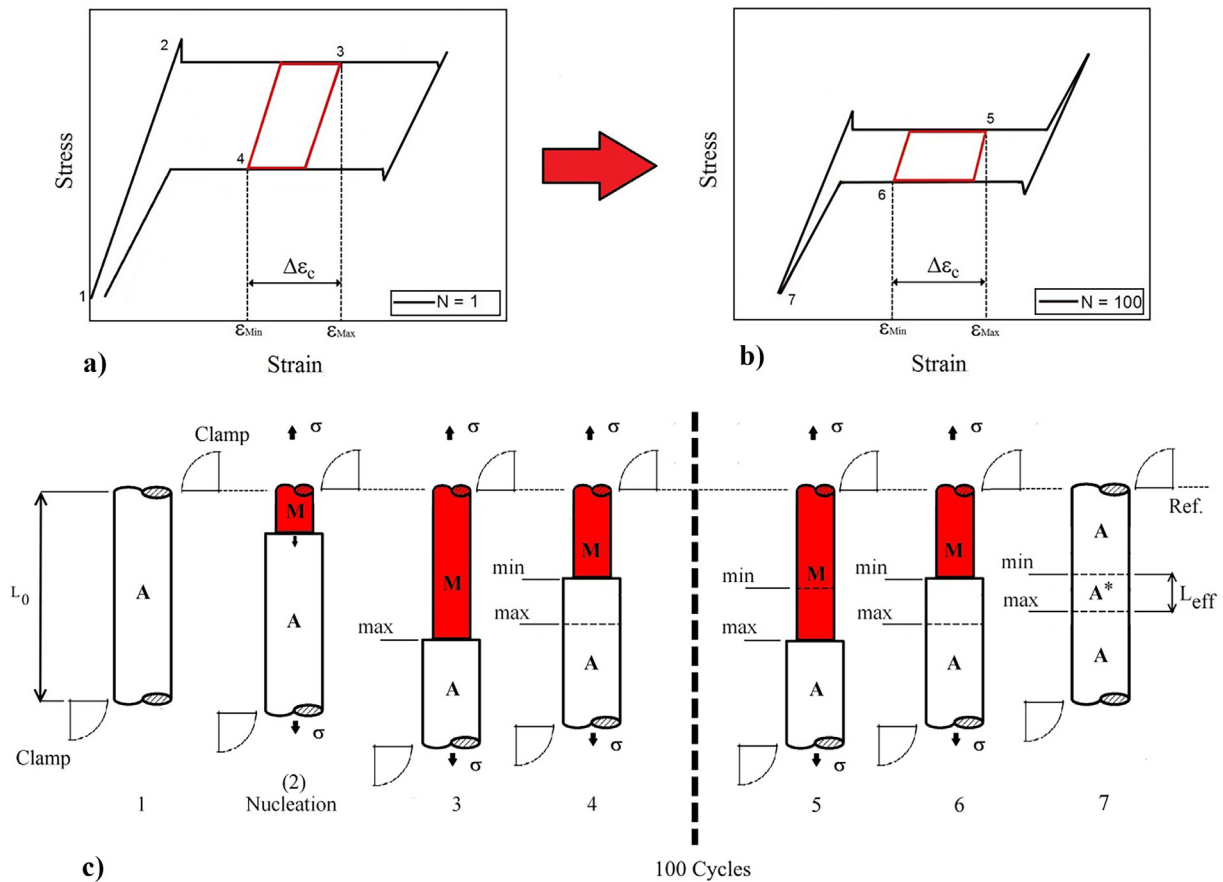 2
3
4
1
Stress
Δεc
N = 1
εMin
εMax
Strain
a)
5
6
7
Stress
Δεc
N = 100
εMin
εMax
Strain
b)
Clamp
σ
σ
σ
σ
σ
Ref.
M
M
M
M
M
A
L0
A
A
A
A
A
A
A*
A
min
max
max
min
max
min
max
Leff
σ
σ
σ
σ
σ
Clamp
(2)
Nucleation
1
3
4
5
6
7
100 Cycles
c)